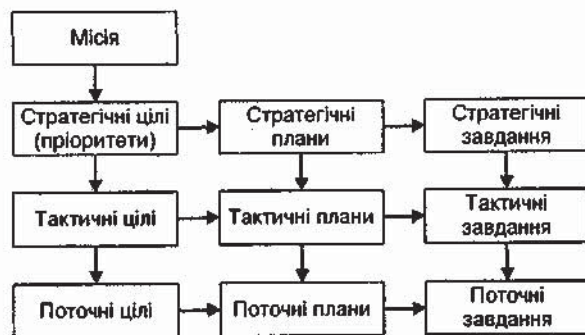 Місія
Стратегічні цілі
(пріоритети)
Стратегічні
плани
Стратегічні
завдання
Тактичні цілі
Тактичні плани
Тактичні
завдання
Поточні цілі
Поточні плани
Поточні
завдання